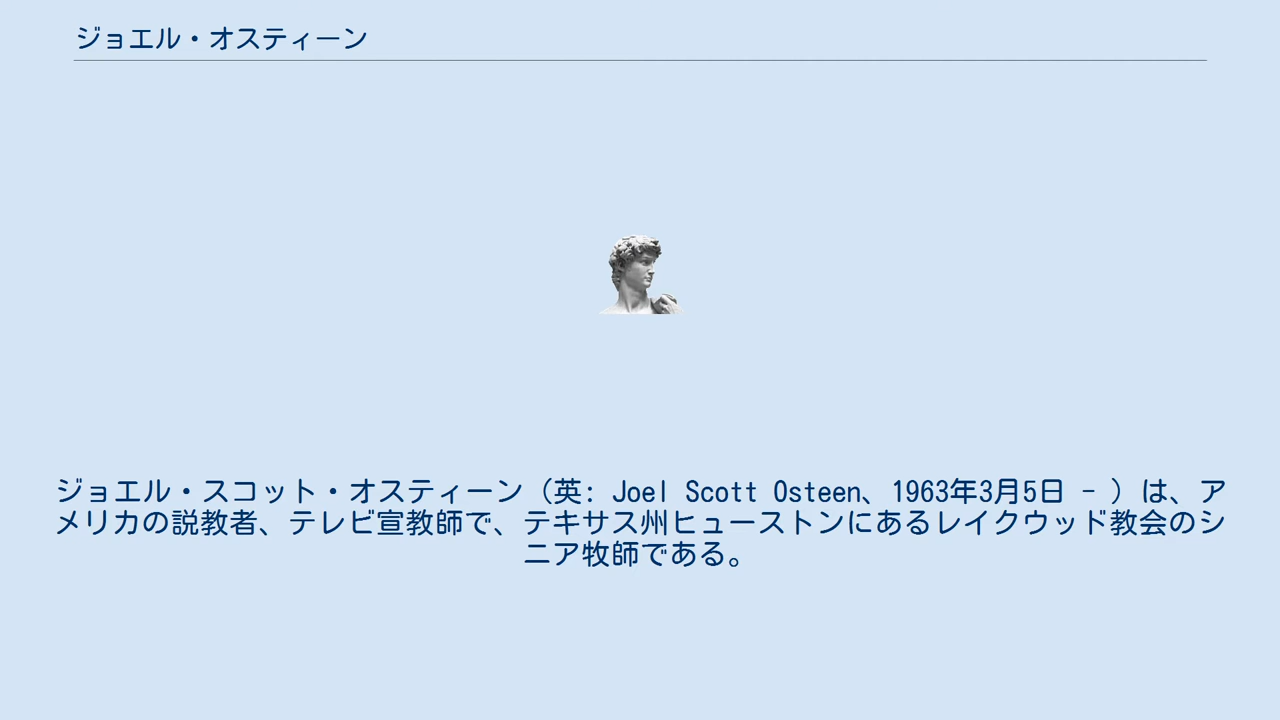 ジョエル・オスティーン
ジョエル・スコット・オスティーン（英: Joel Scott Osteen、1963年3月5日 - ）は、ア
メリカの説教者、テレビ宣教師で、テキサス州ヒューストンにあるレイクウッド教会のシ
ニア牧師である。